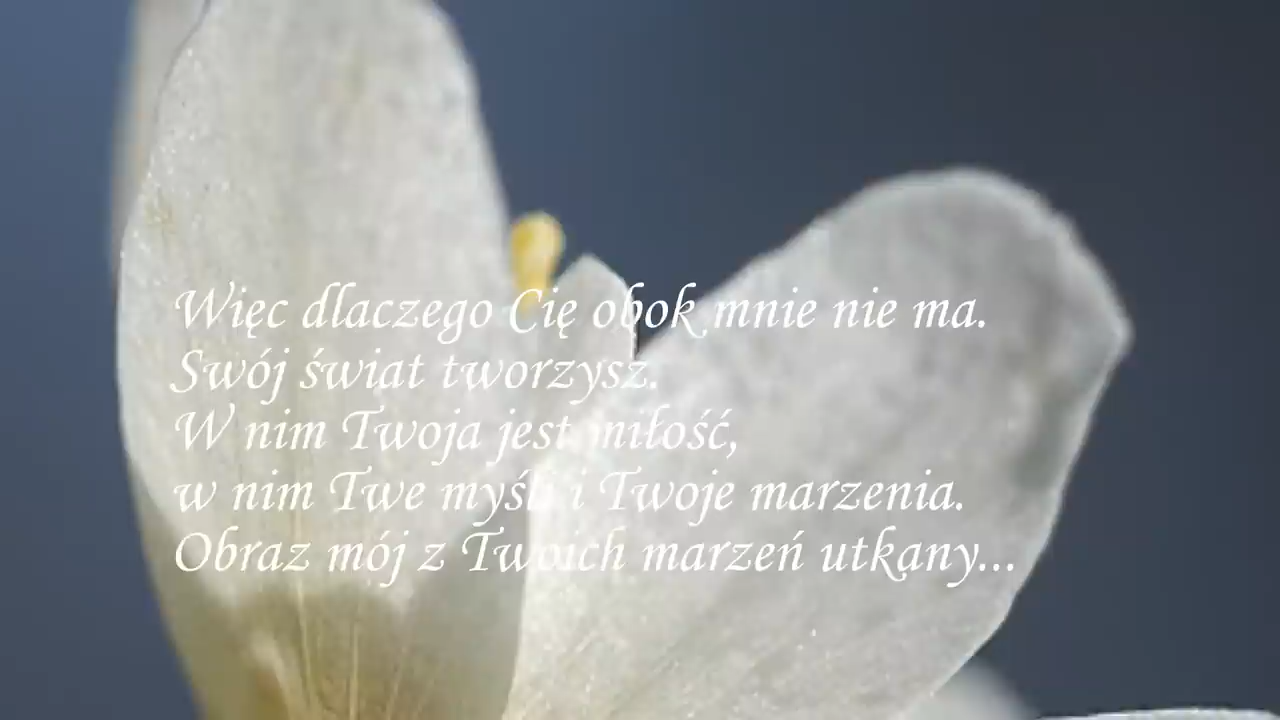 Więc dlaczego Cię obok mnie nie ma.
Swój świat tworzysz.
W nim Twoja jest miłość,
w nim Twe myśli i Twoje marzenia.
Obraz mój z Twoich marzeń utkany...